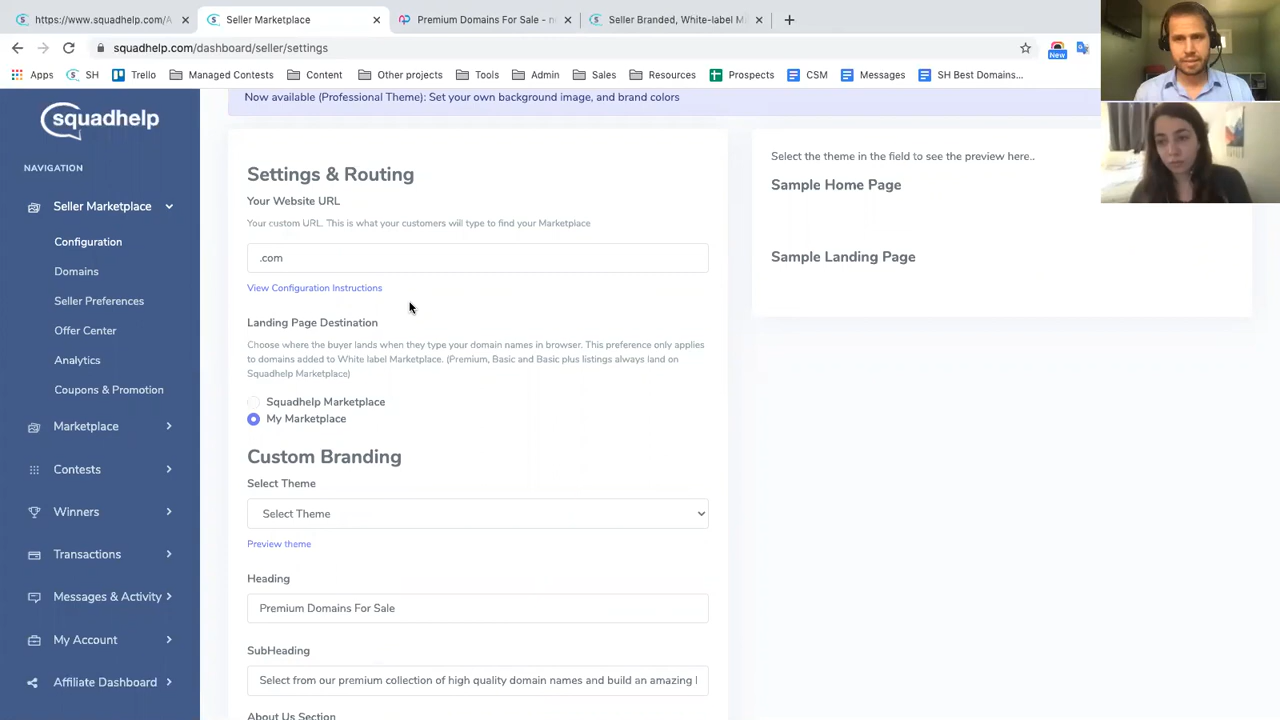 https://www.squadhelp.com/A
Seller Marketplace
Premium Domains For Sale - n
Seller Branded, White-label M
squadhelp.com/dashboard/seller/settings
New
Apps
SH
Trello
Managed Contests
Content
Other projects
Tools
Admin
Sales
Resources
Prospects
CSM
Messages
SH Best Domains...
squadhelp
NAVIGATION
Seller Marketplace
Configuration
Domains
Seller Preferences
Offer Center
Analytics
Coupons & Promotion
Marketplace
Contests
Winners
Transactions
Messages & Activity
My Account
Affiliate Dashboard
Now available (Professional Theme): Set your own background image, and brand colors
Settings & Routing
Your Website URL
Your custom URL. This is what your customers will type to find your Marketplace
.com
View Configuration Instructions
Landing Page Destination
Choose where the buyer lands when they type your domain names in browser. This preference only applies
to domains added to White label Marketplace. (Premium, Basic and Basic plus listings always land on
Squadhelp Marketplace)
Squadhelp Marketplace
My Marketplace
Custom Branding
Select Theme
Select Theme
Preview theme
Heading
Premium Domains For Sale
SubHeading
Select from our premium collection of high quality domain names and build an amazing l
About Us Section
Select the theme in the field to see the preview here..
Sample Home Page
Sample Landing Page